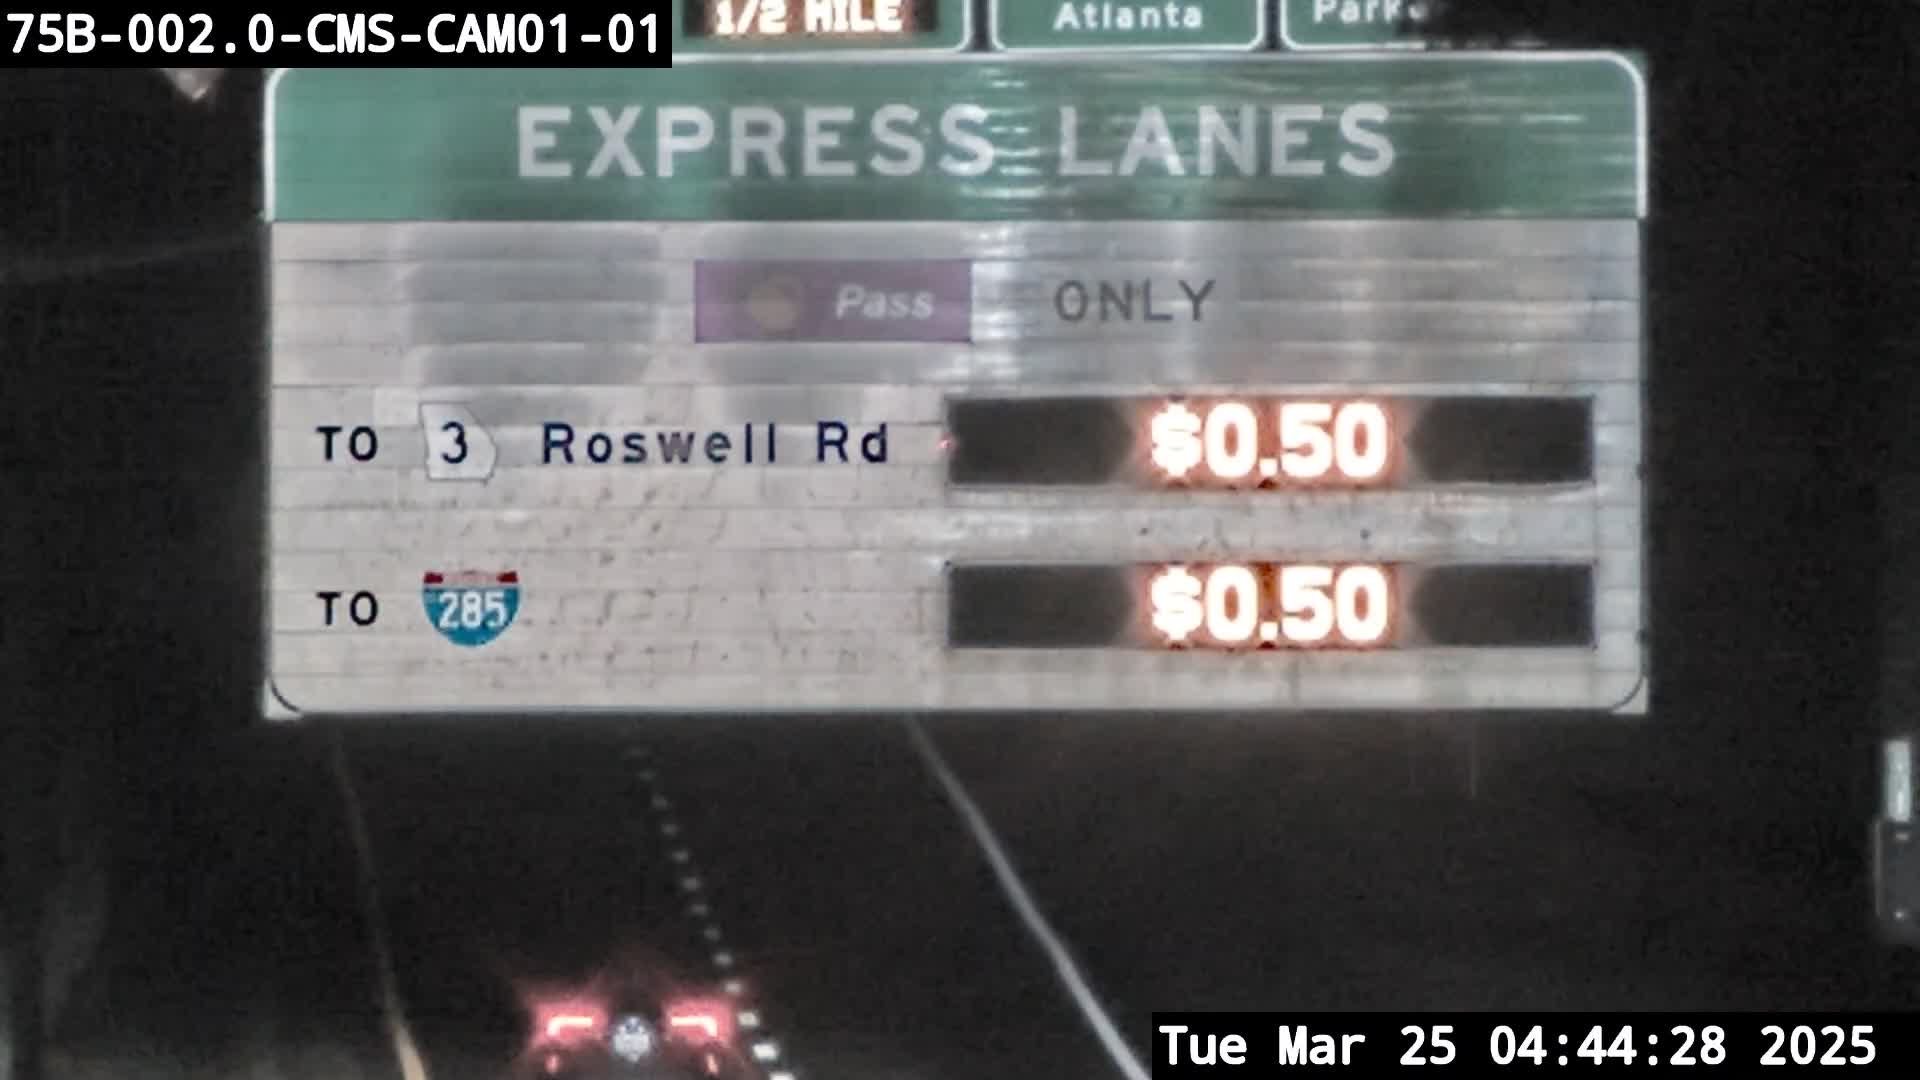 75B-002.0-CMS-CAM01-01
1/2 MILE
Atlanta
EXPRESS LANES
Pass ONLY
TO 3 Roswell Rd $0.50
TO 285 $0.50
Tue Mar 25 04:44:28 2025